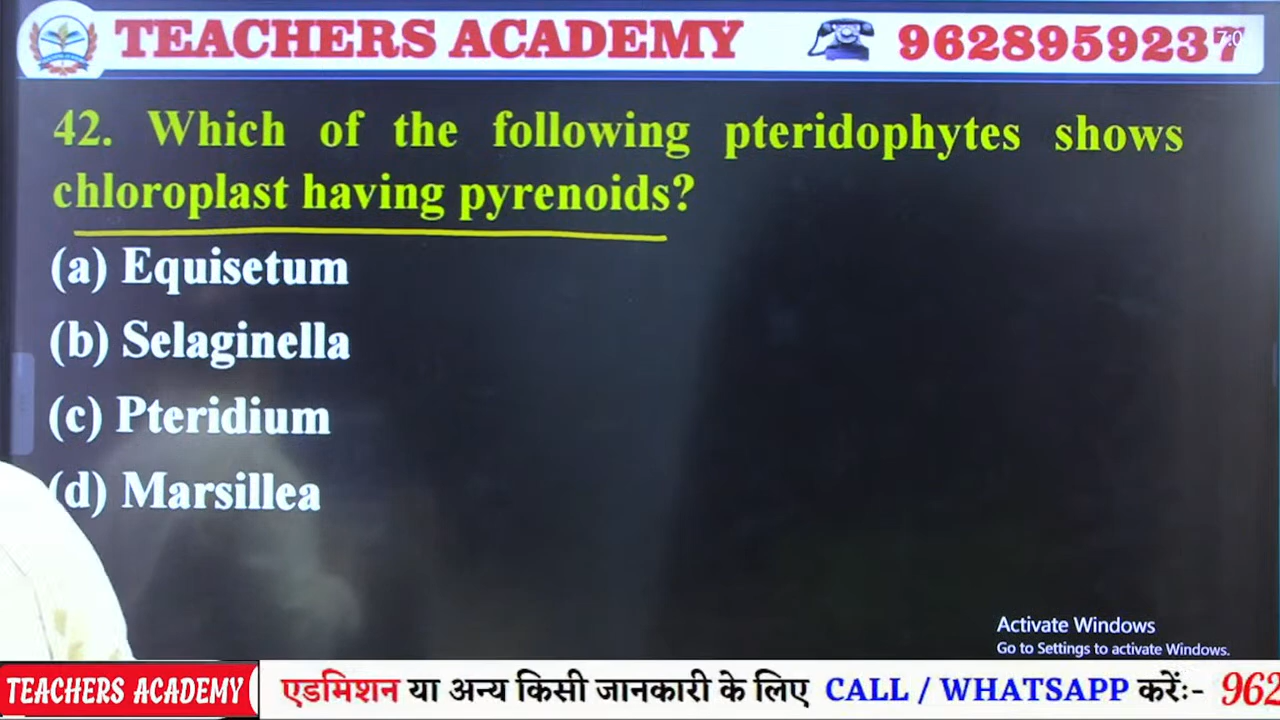 TEACHERS ACADEMY 9628959237
42. Which of the following pteridophytes shows
chloroplast having pyrenoids?
(a) Equisetum
(b) Selaginella
(c) Pteridium
(d) Marsillea
Activate Windows
Go to Settings to activate Windows.
TEACHERS ACADEMY एडमिशन या अन्य किसी जानकारी के लिए CALL / WHATSAPP करेंः- 962